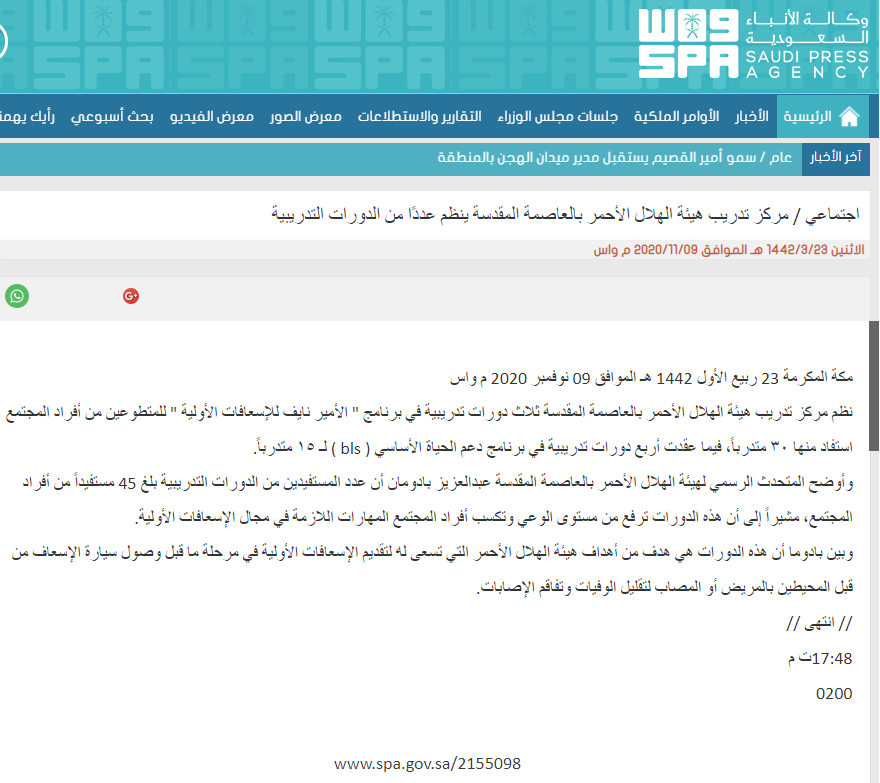 وكالة الأنباء
السعودية
SAUDI PRESS
AGENCY
واس
SPA
الرئيسية
الأخبار
الأوامر الملكية
جلسات مجلس الوزراء
التقارير والاستطلاعات
معرض الصور
معرض الفيديو
بحث أسبوعي
رأيك يهمنا
آخر الأخبار
عام / سمو أمير القصيم يستقبل مدير ميدان الهجن بالمنطقة
اجتماعي / مركز تدريب هيئة الهلال الأحمر بالعاصمة المقدسة ينظم عددًا من الدورات التدريبية
الاثنين 1442/3/23 هـ الموافق 2020/11/09 م واس
مكة المكرمة 23 ربيع الأول 1442 هـ الموافق 09 نوفمبر 2020 م واس
نظم مركز تدريب هيئة الهلال الأحمر بالعاصمة المقدسة ثلاث دورات تدريبية في برنامج " الأمير نايف للإسعافات الأولية " للمتطوعين من أفراد المجتمع
استفاد منها ٣٠ متدرباً، فيما عقدت أربع دورات تدريبية في برنامج دعم الحياة الأساسي ( bls ) لـ ١٥ متدرباً.
وأوضح المتحدث الرسمي لهيئة الهلال الأحمر بالعاصمة المقدسة عبدالعزيز بادومان أن عدد المستفيدين من الدورات التدريبية بلغ 45 مستفيداً من أفراد
المجتمع، مشيراً إلى أن هذه الدورات ترفع من مستوى الوعي وتكسب أفراد المجتمع المهارات اللازمة في مجال الإسعافات الأولية.
وبين بادوما أن هذه الدورات هي هدف من أهداف هيئة الهلال الأحمر التي تسعى له لتقديم الإسعافات الأولية في مرحلة ما قبل وصول سيارة الإسعاف من
قبل المحيطين بالمريض أو المصاب لتقليل الوفيات وتفاقم الإصابات.
// انتهى //
17:48ت م
0200
www.spa.gov.sa/2155098